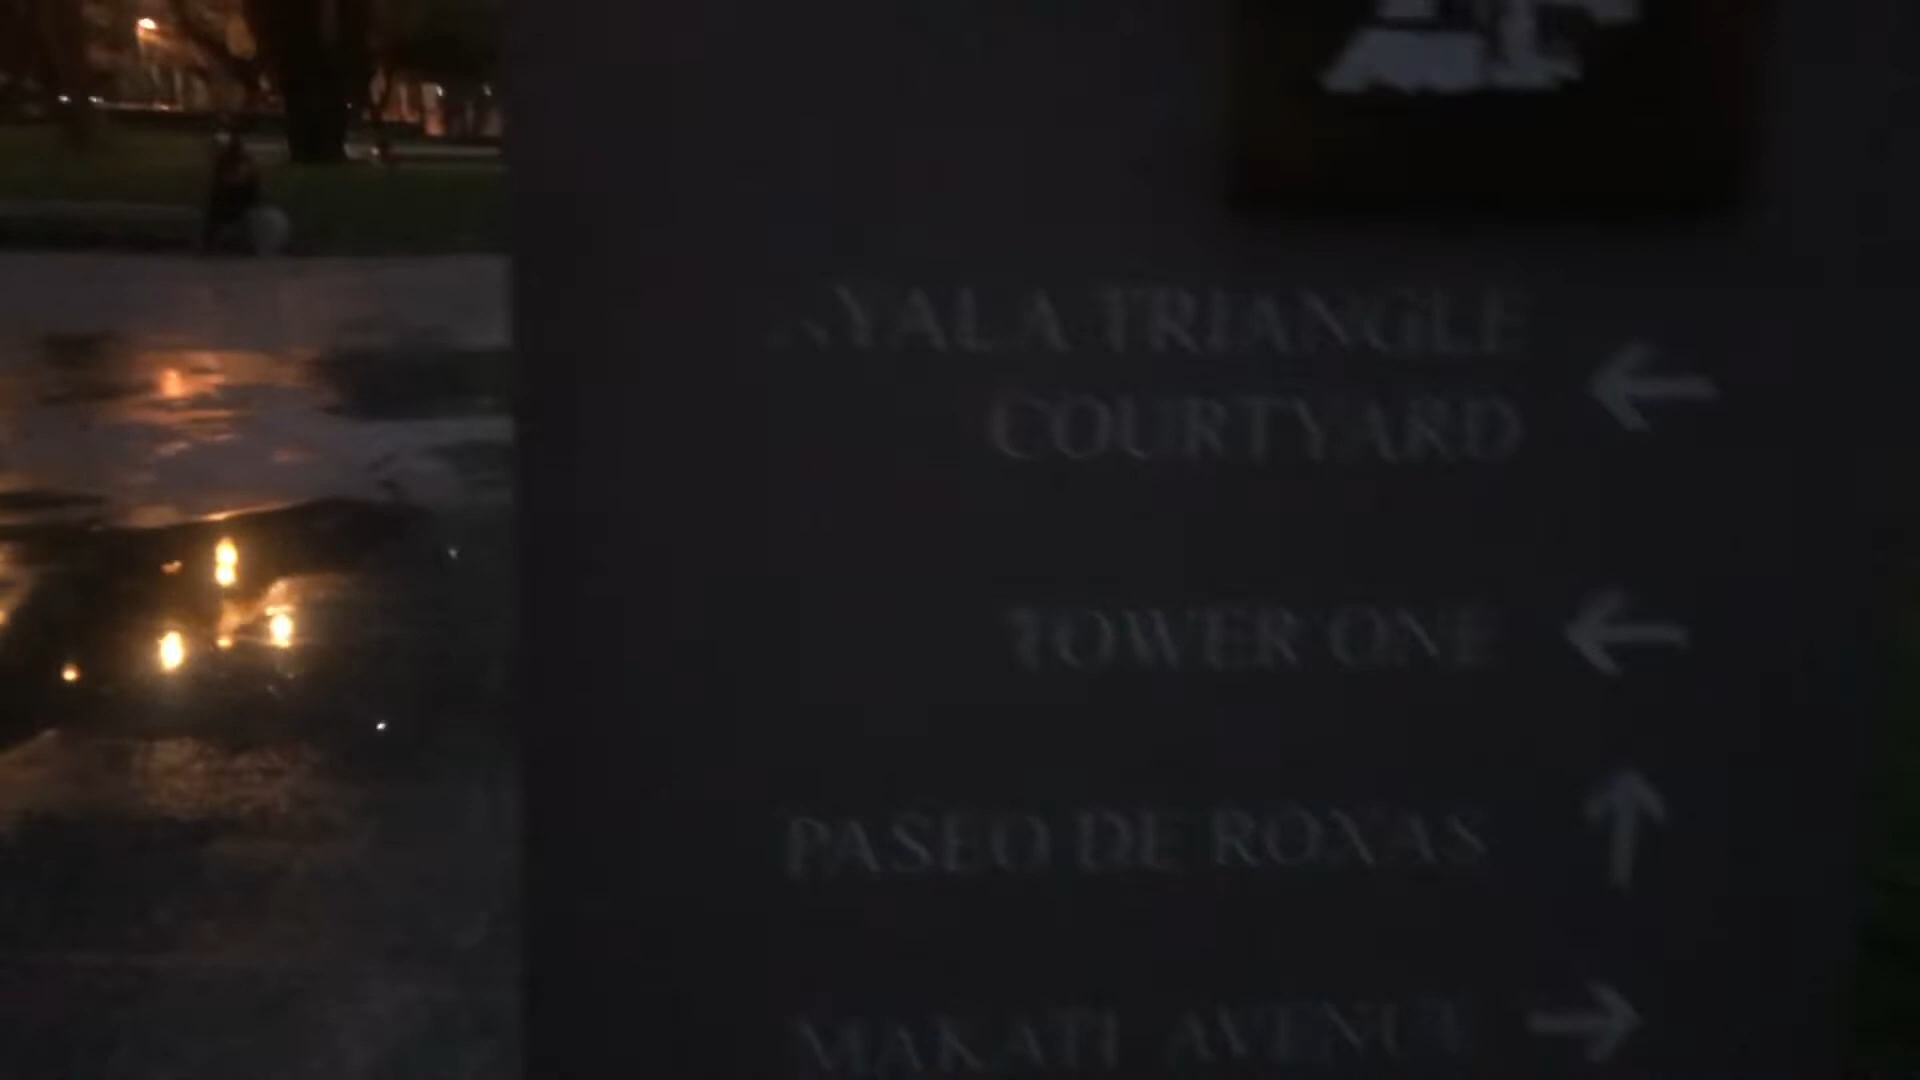 AYALA TRIANGLE
COURTYARD
TOWER ONE
PASEO DE ROXAS
MAKATI AVENUE